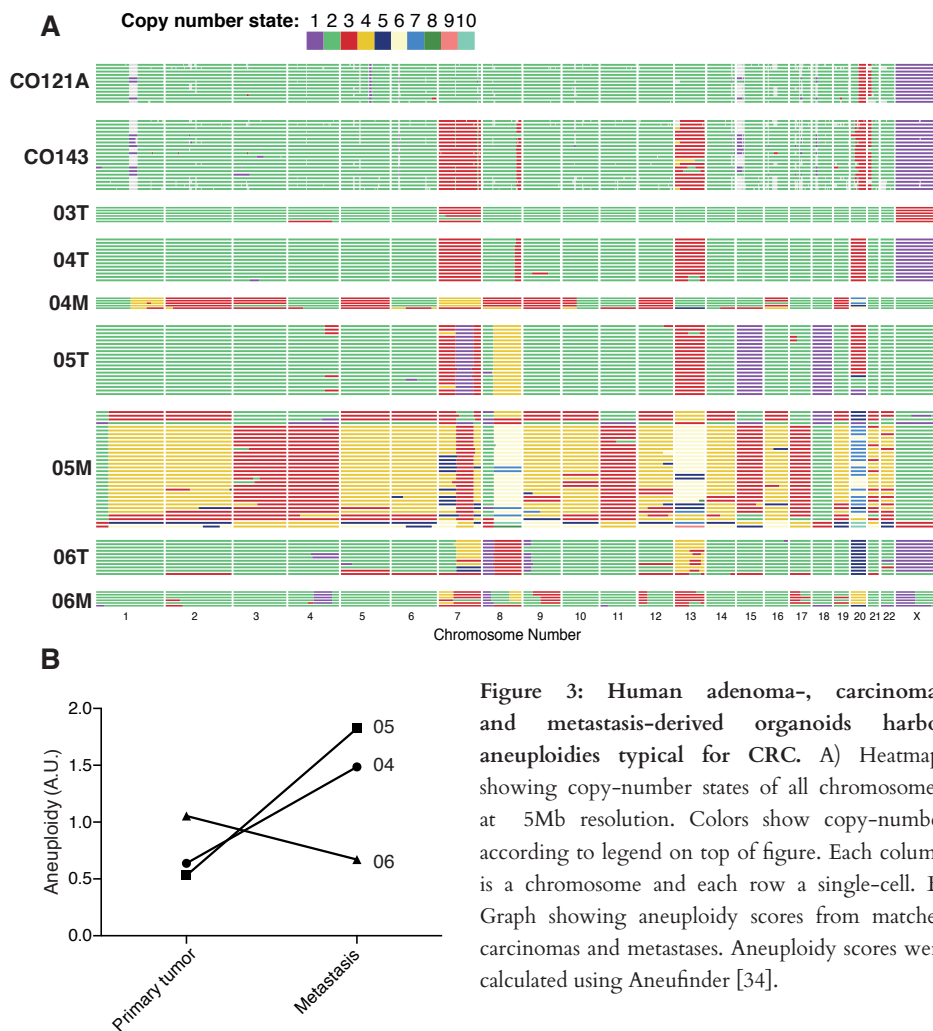 A
Copy number state: 1 2 3 4 5 6 7 8 9 10
CO121A
CO143
03T
04T
04M
05T
05M
06T
06M
1 2 3 4 5 6 7 8 9 10 11 12 13 14 15 16 17 18 19 20 21 22 X
Chromosome Number
B
Aneuploidy (A.U.)
2.0
1.5
1.0
0.5
0.0
05
04
06
Primary tumor
Metastasis
Figure 3: Human adenoma-, carcinoma
and metastasis-derived organoids harbo
aneuploidies typical for CRC. A) Heatmap
showing copy-number states of all chromosome
at 5Mb resolution. Colors show copy-numbe
according to legend on top of figure. Each colum
is a chromosome and each row a single-cell.
Graph showing aneuploidy scores from matche
carcinomas and metastases. Aneuploidy scores wer
calculated using Aneufinder [34].